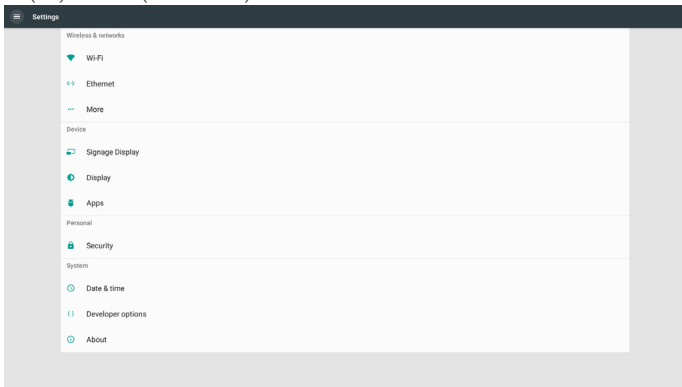 Settings
Wireless & networks
Wi-Fi
Ethernet
More
Device
Signage Display
Display
Apps
Personal
Security
System
Date & time
Developer options
About